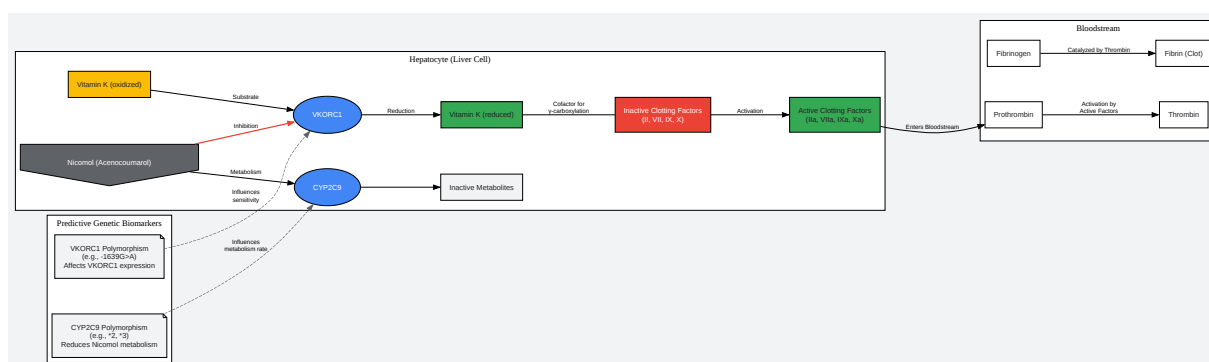 Bloodstream
Fibrinogen
Catalyzed by Thrombin
Fibrin (Clot)
Prothrombin
Activation by
Active Factors
Thrombin
Hepatocyte (Liver Cell)
Vitamin K (oxidized)
Substrate
Inhibition
VKORC1
Reduction
Vitamin K (reduced)
Cofactor for
γ-carboxylation
Inactive Clotting Factors
(II, VII, IX, X)
Activation
Active Clotting Factors
(IIa, VIIa, IXa, Xa)
Enters Bloodstream
Nicomol (Acenocoumarol)
Metabolism
Influences
sensitivity
CYP2C9
Inactive Metabolites
Predictive Genetic Biomarkers
VKORC1 Polymorphism
(e.g., -1639G>A)
Affects VKORC1 expression
Influences
metabolism rate
CYP2C9 Polymorphism
(e.g., *2, *3)
Reduces Nicomol metabolism